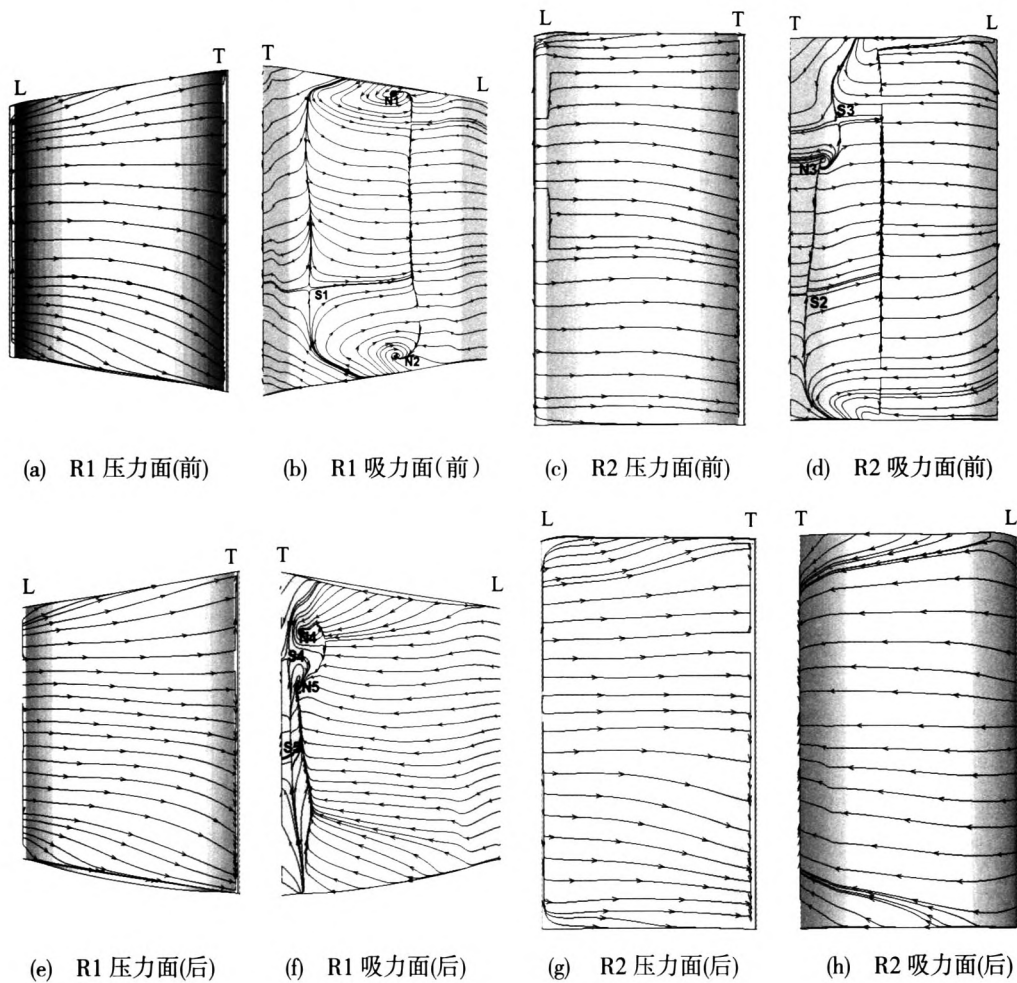 L T
T L
L T
T L
N1
S1
N2
S3
N3
S2
(a) R1 压力面(前)
(b) R1 吸力面(前)
(c) R2 压力面(前)
(d) R2 吸力面(前)
L T
T L
L T
T L
N4
S4
N5
S5
(e) R1 压力面(后)
(f) R1 吸力面(后)
(g) R2 压力面(后)
(h) R2 吸力面(后)